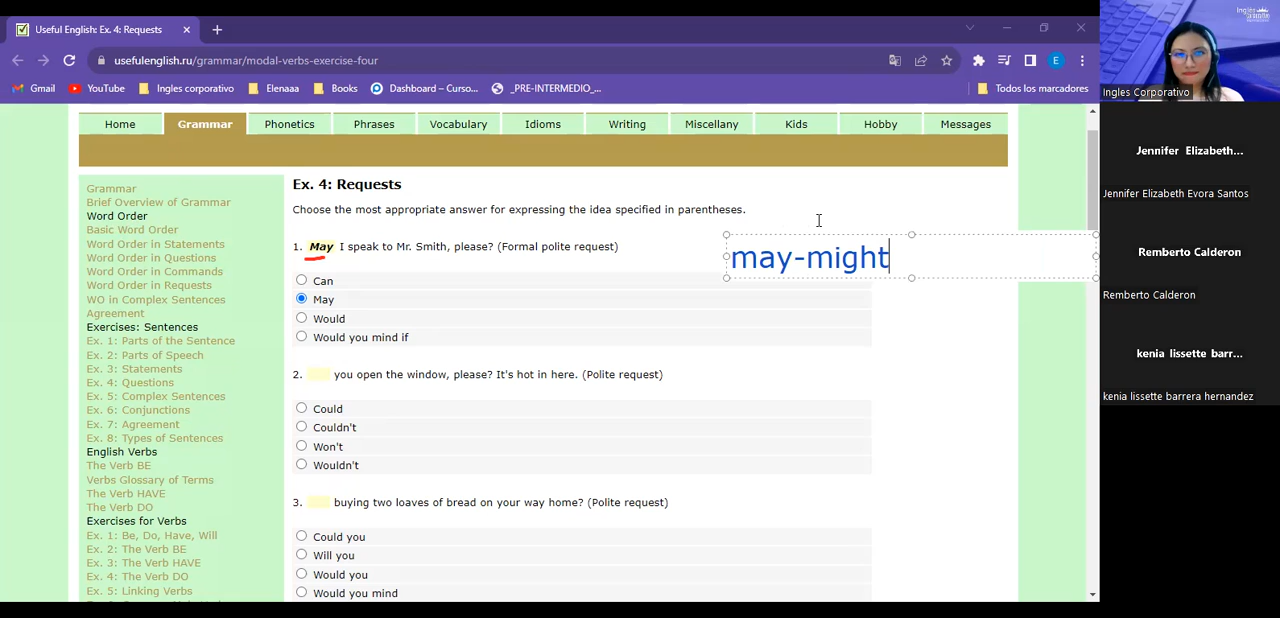 Useful English: Ex. 4: Requests
usefulenglish.ru/grammar/modal-verbs-exercise-four
E
Gmail
YouTube
Ingles corporativo
Elenaaa
Books
Dashboard – Curso...
_PRE-INTERMEDIO_...
Todos los marcadores
Home
Grammar
Phonetics
Phrases
Vocabulary
Idioms
Writing
Miscellany
Kids
Hobby
Messages
Grammar
Brief Overview of Grammar
Word Order
Basic Word Order
Word Order in Statements
Word Order in Questions
Word Order in Commands
Word Order in Requests
WO in Complex Sentences
Agreement
Exercises: Sentences
Ex. 1: Parts of the Sentence
Ex. 2: Parts of Speech
Ex. 3: Statements
Ex. 4: Questions
Ex. 5: Complex Sentences
Ex. 6: Conjunctions
Ex. 7: Agreement
Ex. 8: Types of Sentences
English Verbs
The Verb BE
Verbs Glossary of Terms
The Verb HAVE
The Verb DO
Exercises for Verbs
Ex. 1: Be, Do, Have, Will
Ex. 2: The Verb BE
Ex. 3: The Verb HAVE
Ex. 4: The Verb DO
Ex. 5: Linking Verbs
Ex. 4: Requests
Choose the most appropriate answer for expressing the idea specified in parentheses.
1. May I speak to Mr. Smith, please? (Formal polite request)
may-might
Can
May
Would
Would you mind if
2. you open the window, please? It's hot in here. (Polite request)
Could
Couldn't
Won't
Wouldn't
3. buying two loaves of bread on your way home? (Polite request)
Could you
Will you
Would you
Would you mind
Ingles Corporativo
Jennifer Elizabeth...
Jennifer Elizabeth Evora Santos
Remberto Calderon
Remberto Calderon
kenia lissette barr...
kenia lissette barrera hernandez